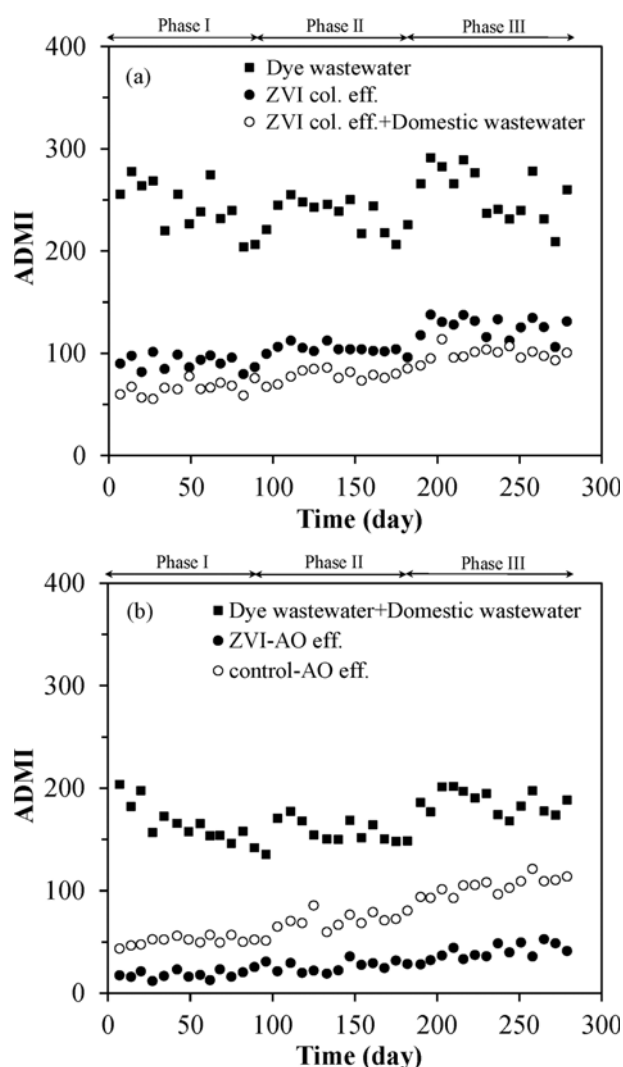 Phase I Phase II Phase III
400
(a)
Dye wastewater
ZVI col. eff.
ZVI col. eff.+Domestic wastewater
300
200
100
0
ADMI
0 50 100 150 200 250 300
Time (day)
Phase I Phase II Phase III
400
(b)
Dye wastewater+Domestic wastewater
ZVI-AO eff.
control-AO eff.
300
200
100
0
ADMI
0 50 100 150 200 250 300
Time (day)